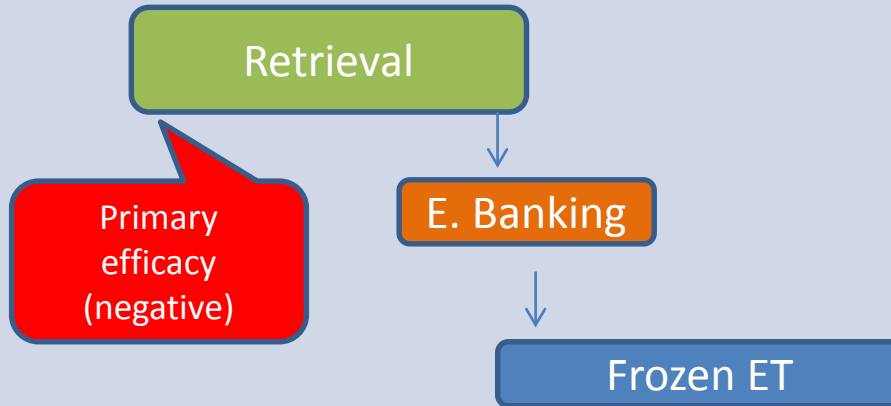 Retrieval
Primary
efficacy
(negative)
E. Banking
Frozen ET